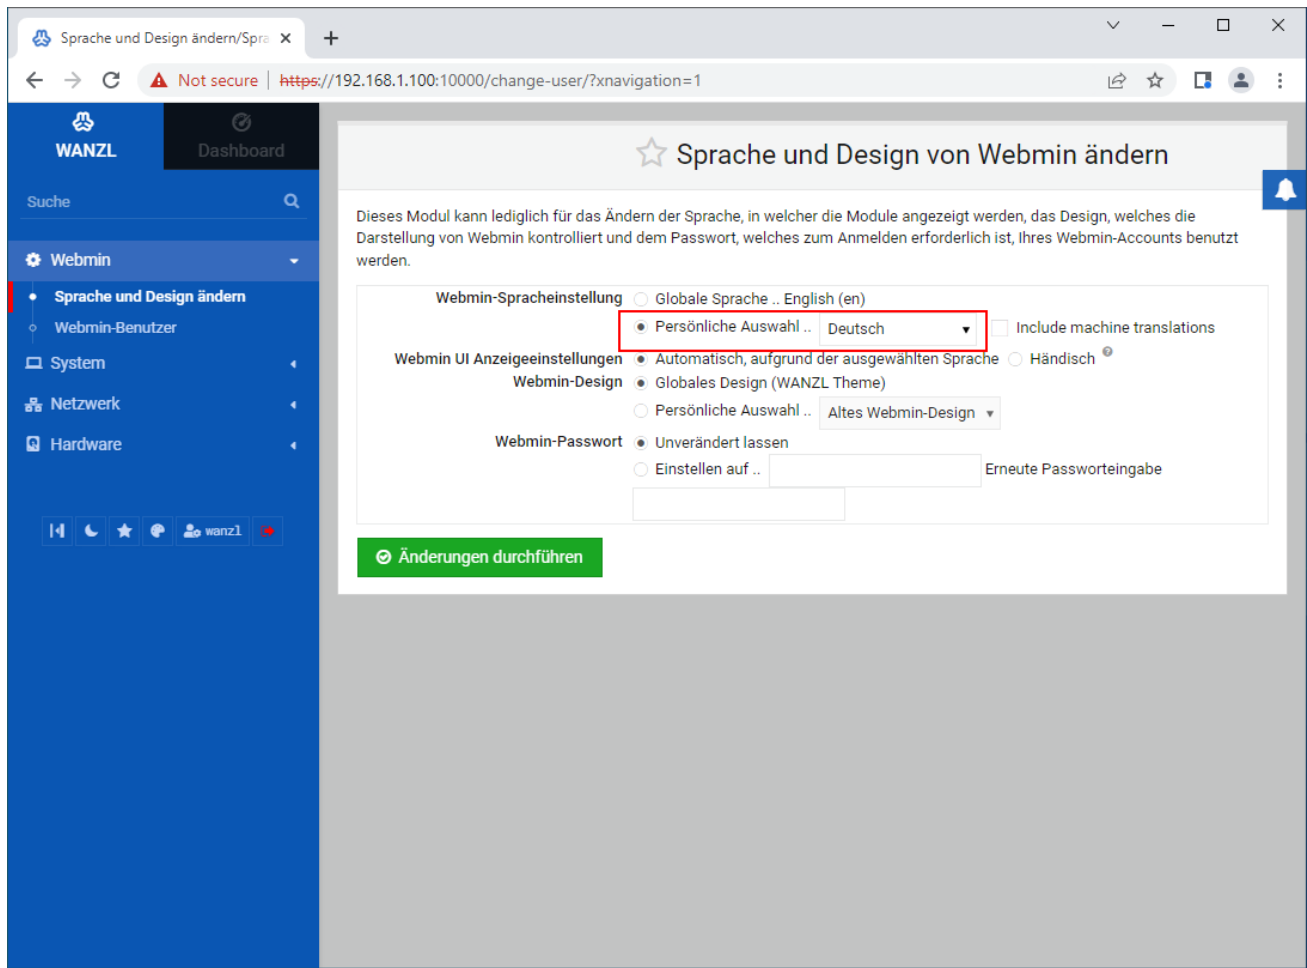 Sprache und Design ändern/Spra
Not secure | https://192.168.1.100:10000/change-user/?xnavigation=1
WANZL
Dashboard
Suche
Webmin
Sprache und Design ändern
Webmin-Benutzer
System
Netzwerk
Hardware
wanzl
Sprache und Design von Webmin ändern
Dieses Modul kann lediglich für das Ändern der Sprache, in welcher die Module angezeigt werden, das Design, welches die
Darstellung von Webmin kontrolliert und dem Passwort, welches zum Anmelden erforderlich ist, Ihres Webmin-Accounts benutzt
werden.
Webmin-Spracheinstellung Globale Sprache .. English (en)
Persönliche Auswahl .. Deutsch Include machine translations
Webmin UI Anzeigeeinstellungen Automatisch, aufgrund der ausgewählten Sprache Händisch
Webmin-Design Globales Design (WANZL Theme)
Persönliche Auswahl .. Altes Webmin-Design
Webmin-Passwort Unverändert lassen
Einstellen auf .. Erneute Passworteingabe
Änderungen durchführen